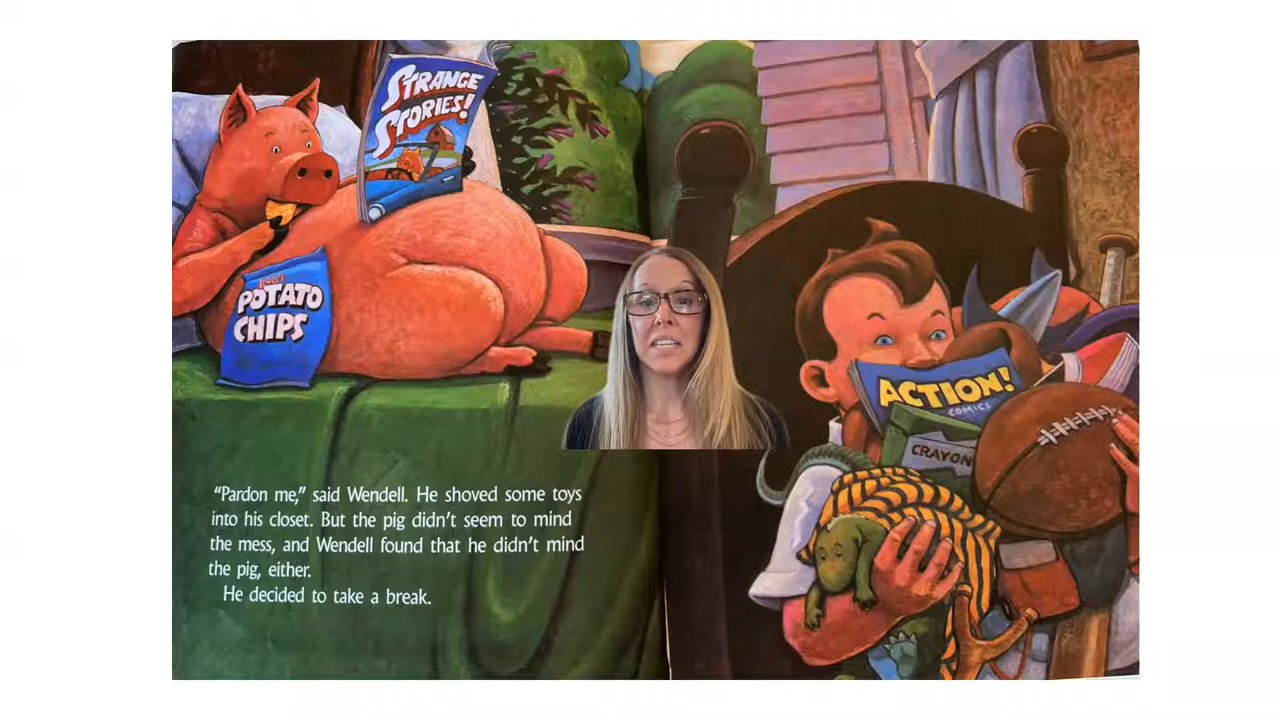 STRANGE
STORIES!
POTATO
CHIPS
ACTION!
COMICS
CRAYON
"Pardon me," said Wendell. He shoved some toys
into his closet. But the pig didn't seem to mind
the mess, and Wendell found that he didn't mind
the pig, either.
He decided to take a break.